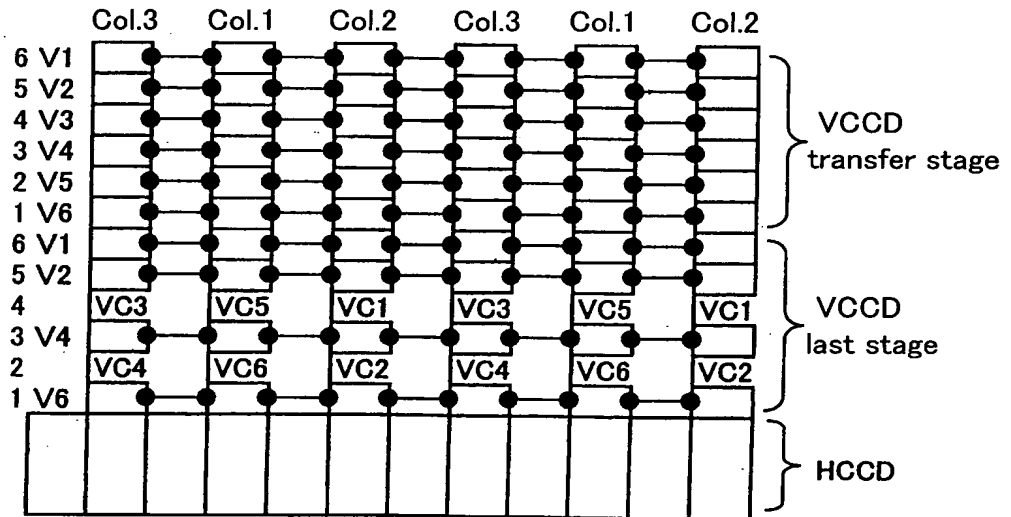 Col.3 Col.1 Col.2 Col.3 Col.1 Col.2
6 V1
5 V2
4 V3
3 V4
2 V5
1 V6
VCCD
transfer stage
6 V1
5 V2
4 VC3 VC5 VC1 VC3 VC5 VC1
3 V4
2 VC4 VC6 VC2 VC4 VC6 VC2
1 V6
VCCD
last stage
HCCD